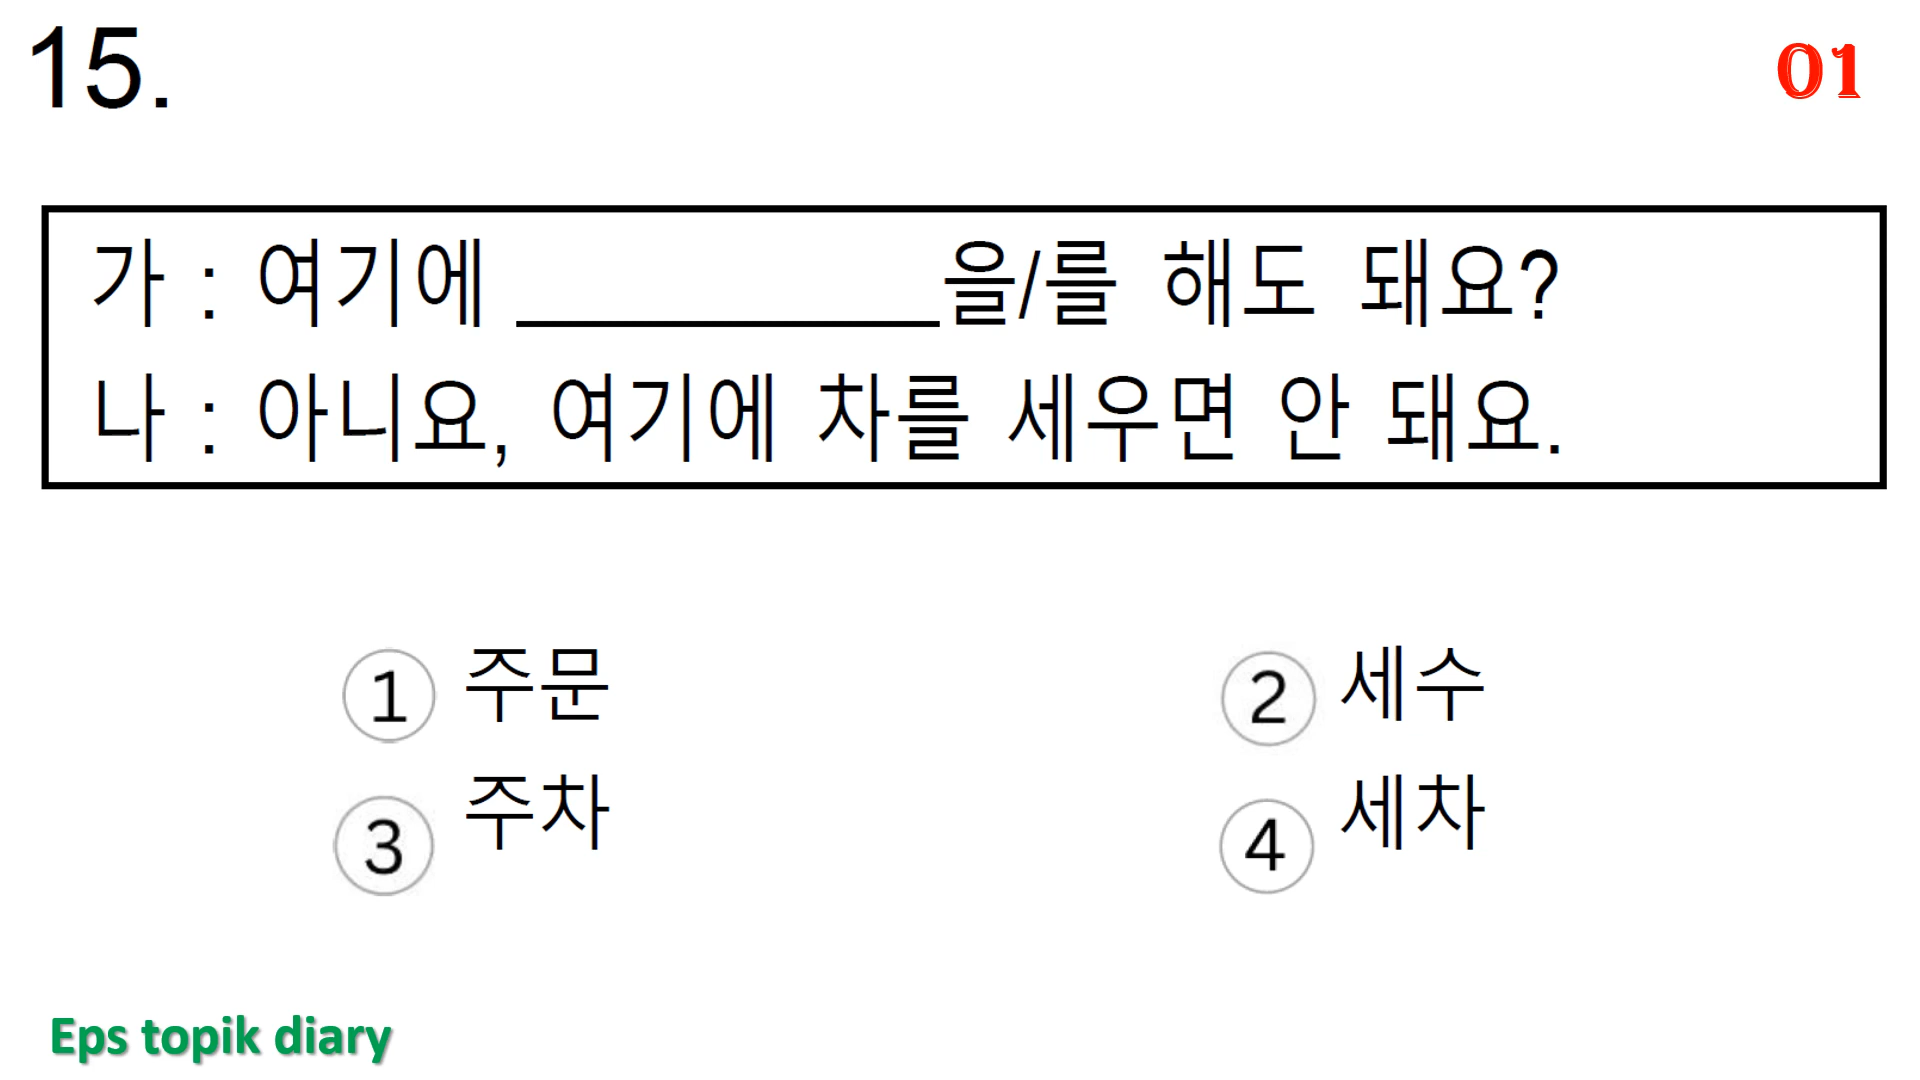 15.
01
가 : 여기에 __________을/를 해도 돼요?
나 : 아니요, 여기에 차를 세우면 안 돼요.
① 주문
② 세수
③ 주차
④ 세차
Eps topik diary